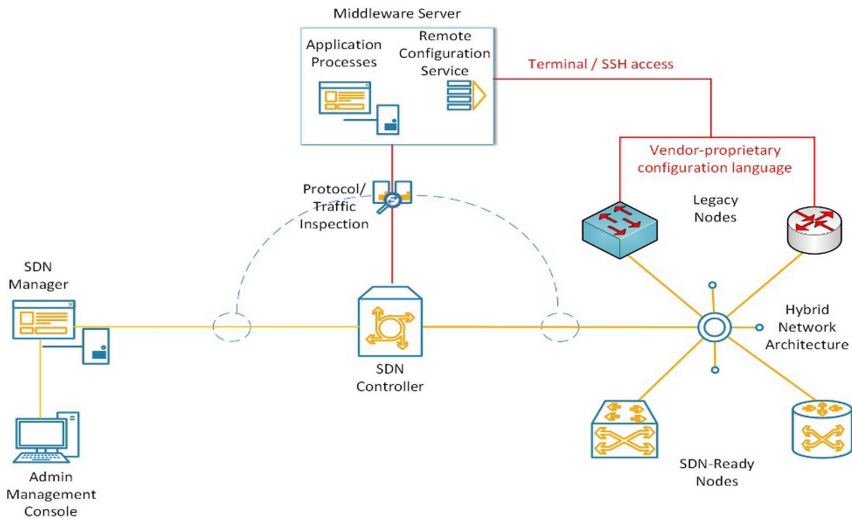 Middleware Server
Application
Processes
Remote
Configuration
Service
Terminal / SSH access
Vendor-proprietary
configuration language
Protocol/
Traffic
Inspection
Legacy
Nodes
SDN
Manager
SDN
Controller
Hybrid
Network
Architecture
Admin
Management
Console
SDN-Ready
Nodes